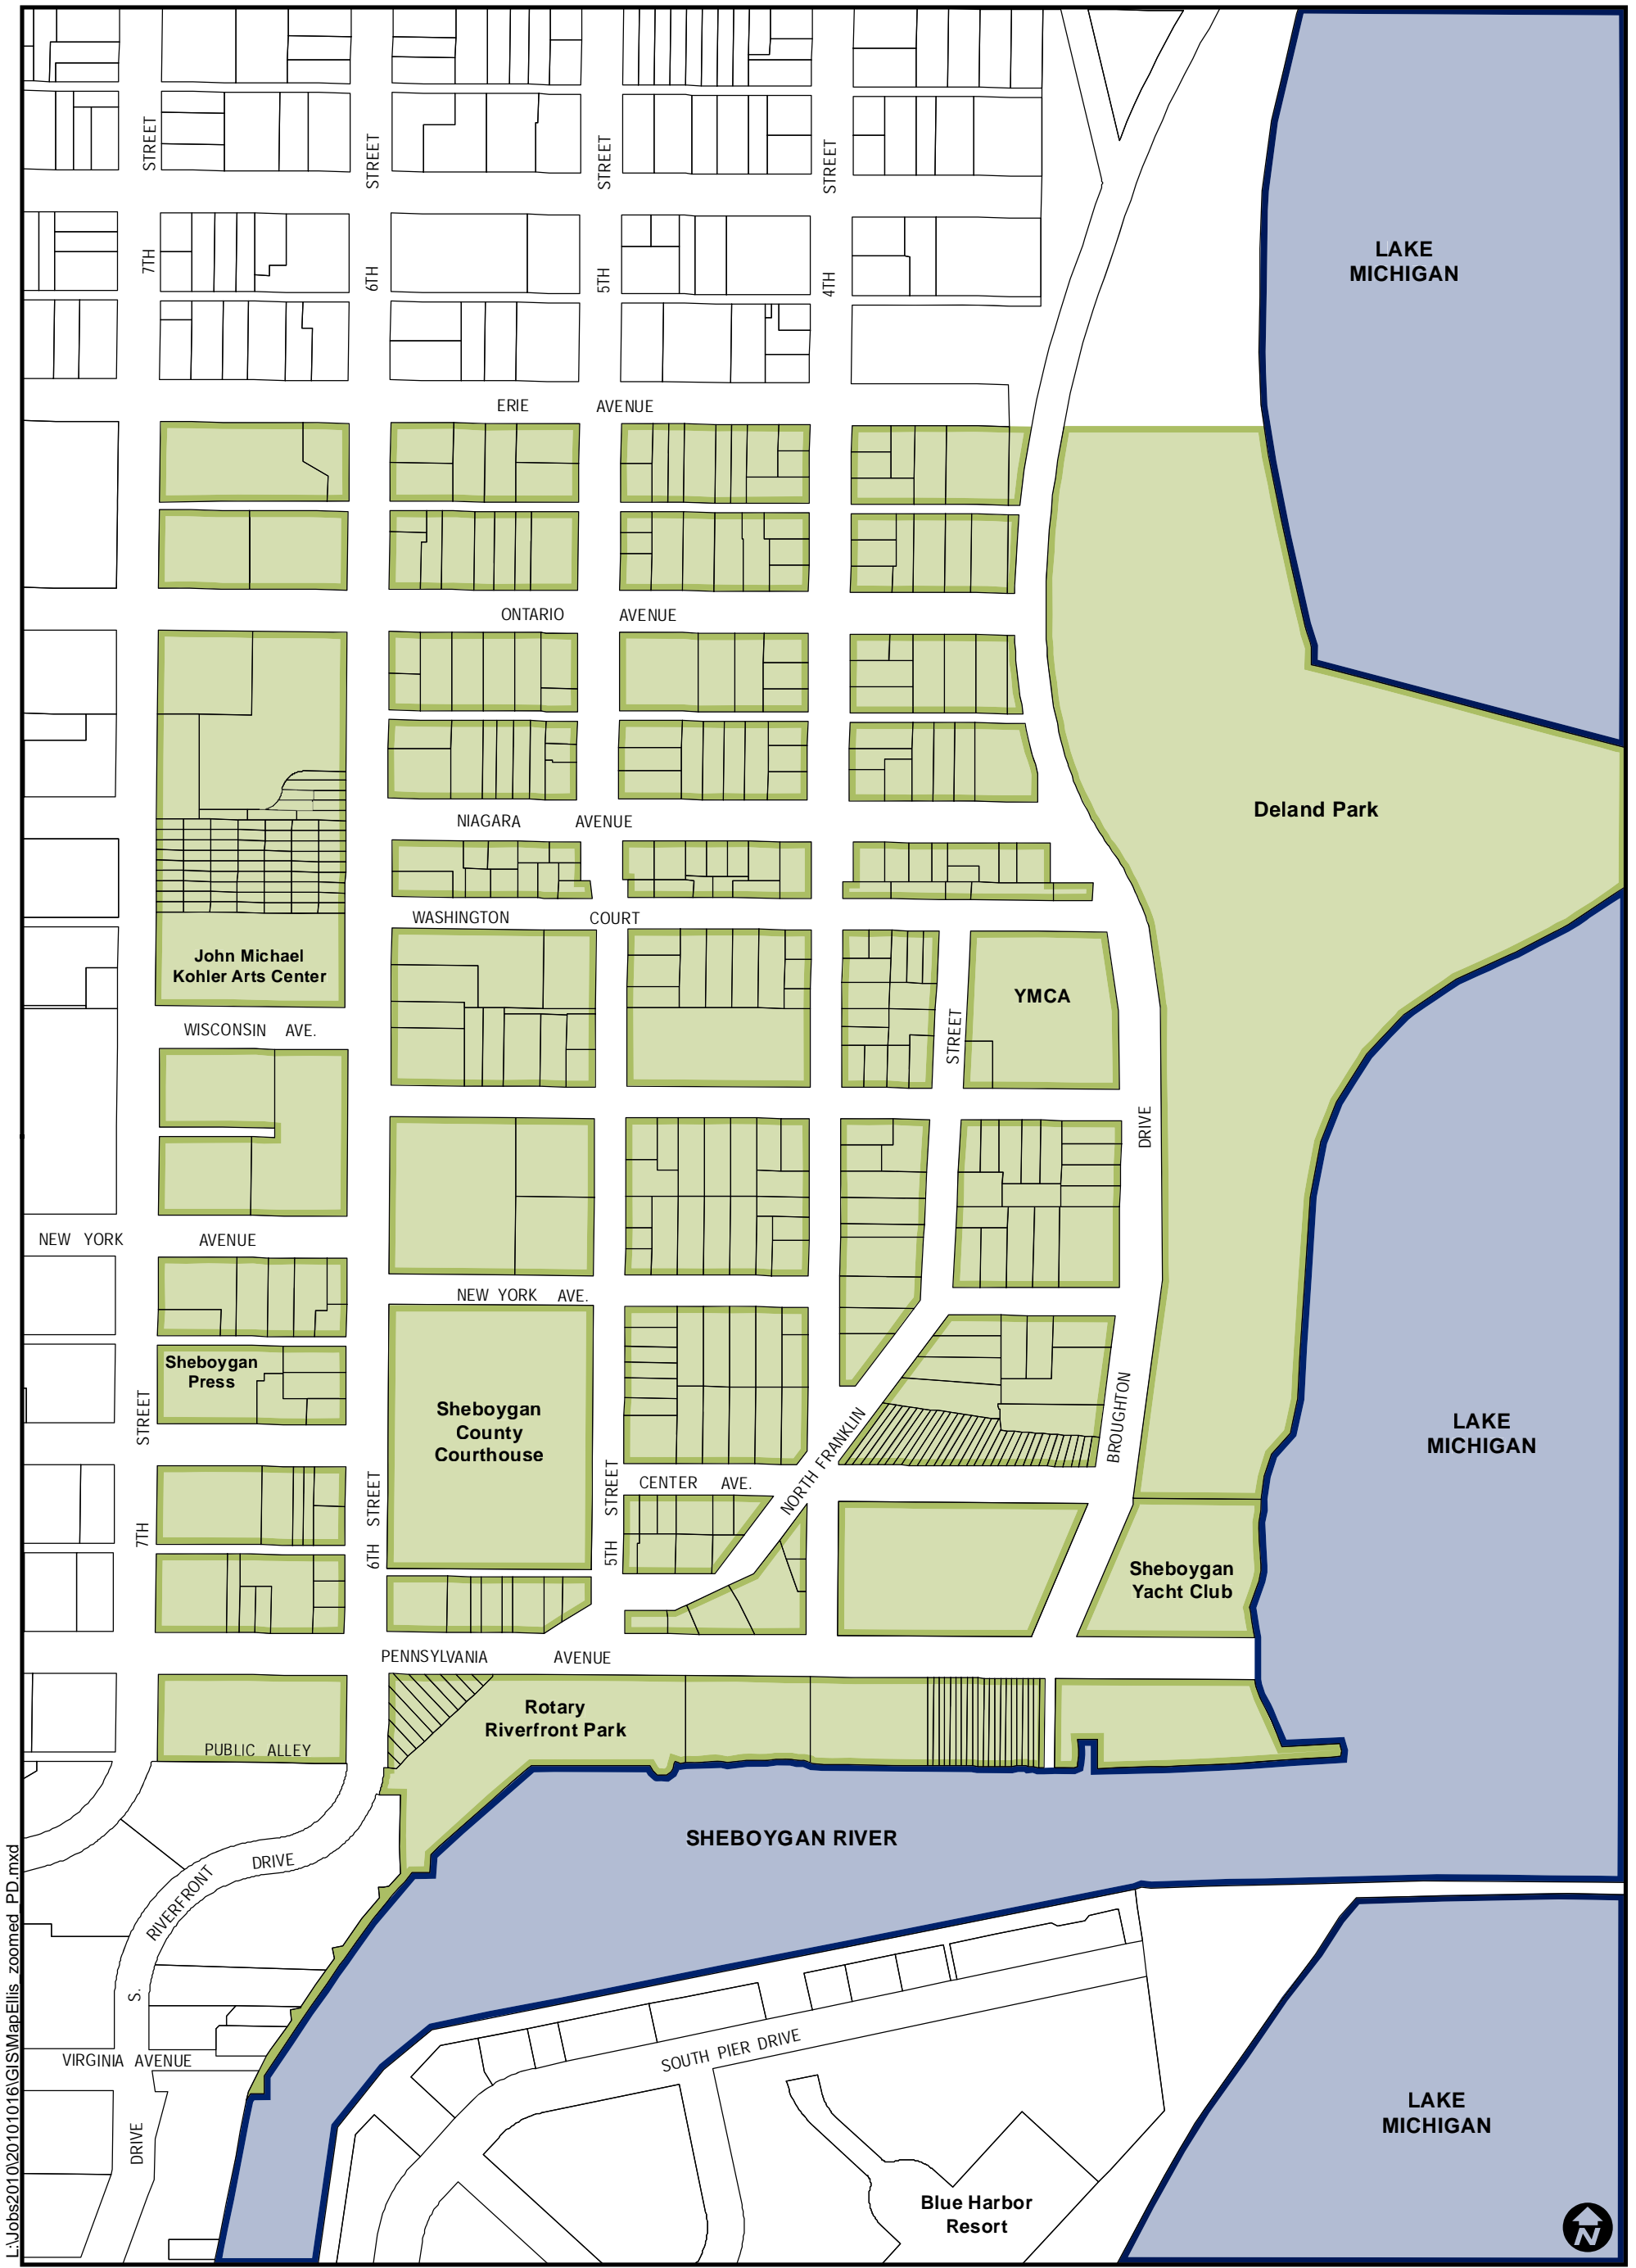 STREET
STREET
STREET
STREET
7TH
6TH
5TH
4TH
LAKE
MICHIGAN
ERIE AVENUE
ONTARIO AVENUE
Deland Park
NIAGARA AVENUE
WASHINGTON COURT
John Michael
Kohler Arts Center
YMCA
WISCONSIN AVE.
STREET
DRIVE
NEW YORK AVENUE
NEW YORK AVE.
Sheboygan
Press
Sheboygan
County
Courthouse
STREET
7TH
STREET
6TH
STREET
5TH
CENTER AVE.
NORTH FRANKLIN
BROUGHTON
LAKE
MICHIGAN
Sheboygan
Yacht Club
PENNSYLVANIA AVENUE
Rotary
Riverfront Park
PUBLIC ALLEY
SHEBOYGAN RIVER
S. RIVERFRONT DRIVE
VIRGINIA AVENUE
DRIVE
SOUTH PIER DRIVE
LAKE
MICHIGAN
Blue Harbor
Resort
N
L:\Jobs2010\20101016\GIS\MapEllis_zoomed_PD.mxd